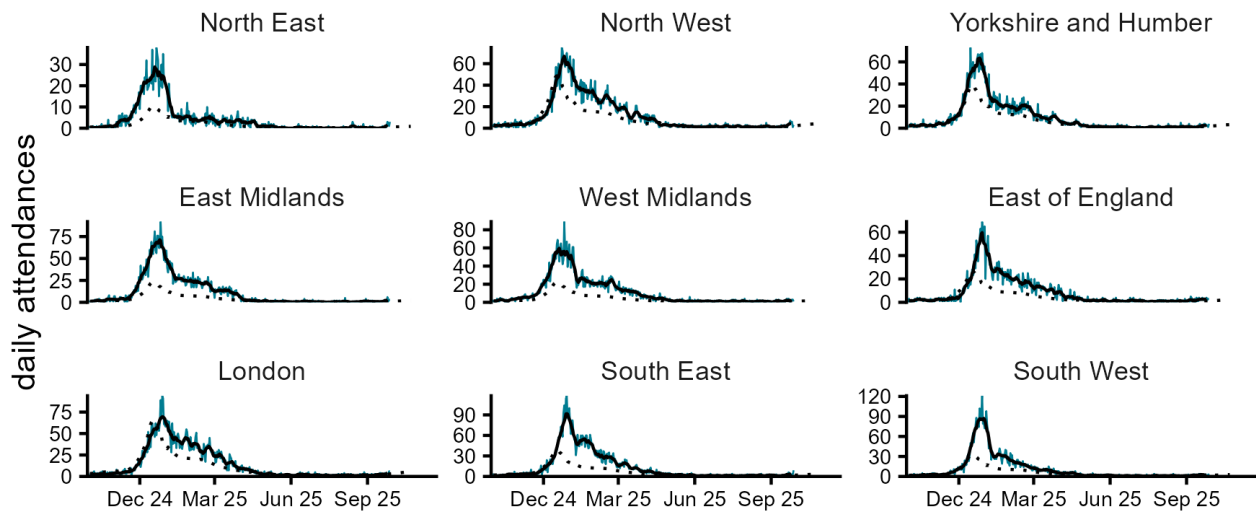 North East
North West
Yorkshire and Humber
30
20
10
0
60
40
20
0
60
40
20
0
daily attendances
East Midlands
West Midlands
East of England
75
50
25
0
80
60
40
20
0
60
40
20
0
London
South East
South West
75
50
25
0
90
60
30
0
120
90
60
30
0
Dec 24 Mar 25 Jun 25 Sep 25
Dec 24 Mar 25 Jun 25 Sep 25
Dec 24 Mar 25 Jun 25 Sep 25